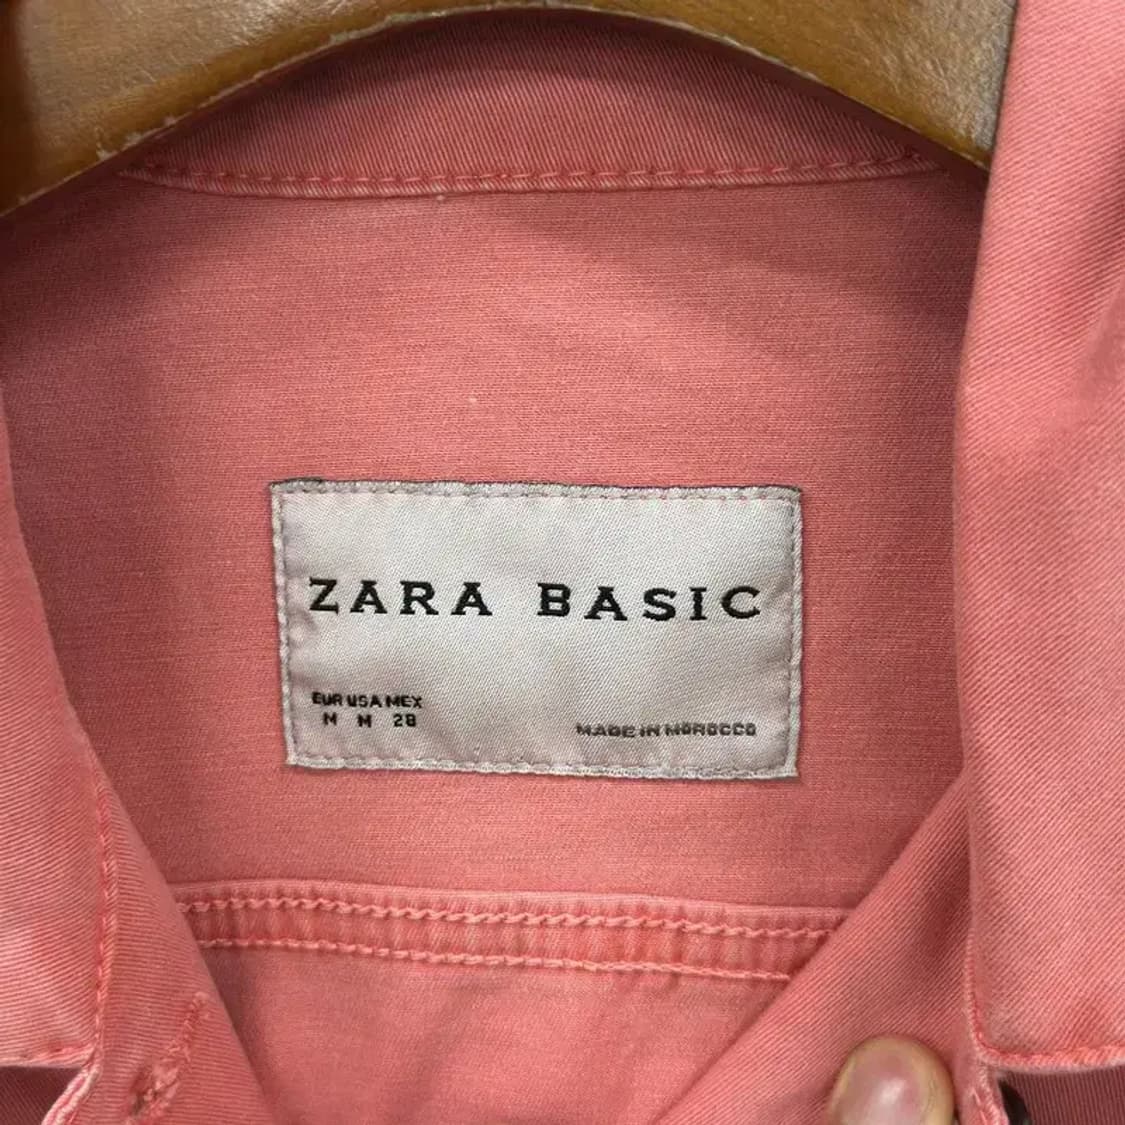 ZARA BASIC
EUR USA MEX
M M 28
MADE IN MOROCCO